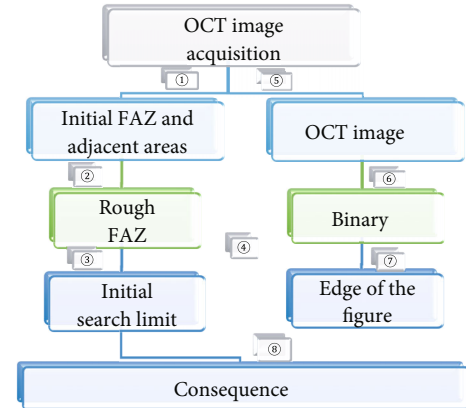 OCT image
acquisition
① ⑤
Initial FAZ and
adjacent areas
OCT image
② ⑥
Rough
FAZ
Binary
③ ④ ⑦
Initial
search limit
Edge of the
figure
⑧
Consequence